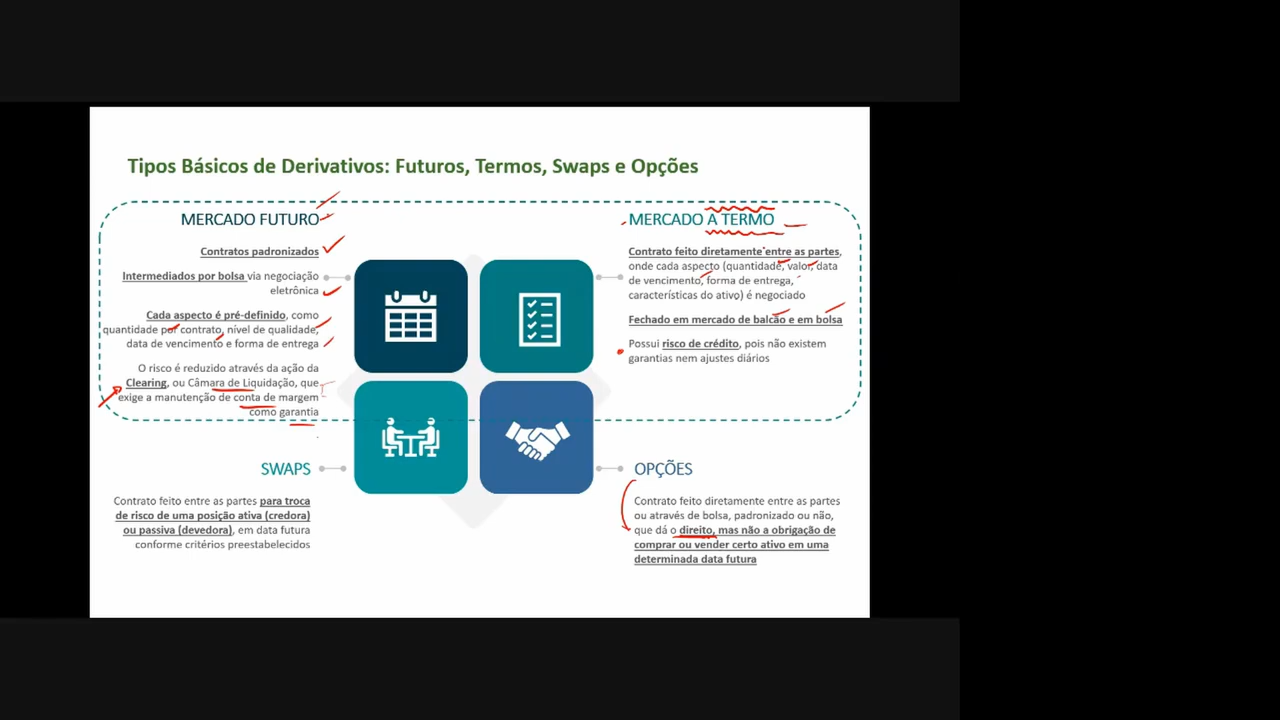 Tipos Básicos de Derivativos: Futuros, Termos, Swaps e Opções
MERCADO FUTURO
Contratos padronizados
Intermediados por bolsa via negociação
eletrônica
Cada aspecto é pré-definido, como
quantidade por contrato, nível de qualidade,
data de vencimento e forma de entrega
O risco é reduzido através da ação da
Clearing, ou Câmara de Liquidação, que
exige a manutenção de conta de margem
como garantia
MERCADO A TERMO
Contrato feito diretamente entre as partes,
onde cada aspecto (quantidade, valor, data
de vencimento, forma de entrega,
características do ativo) é negociado
Fechado em mercado de balcão e em bolsa
Possui risco de crédito, pois não existem
garantias nem ajustes diários
SWAPS
Contrato feito entre as partes para troca
de risco de uma posição ativa (credora)
ou passiva (devedora), em data futura
conforme critérios preestabelecidos
OPÇÕES
Contrato feito diretamente entre as partes
ou através de bolsa, padronizado ou não,
que dá o direito, mas não a obrigação de
comprar ou vender certo ativo em uma
determinada data futura